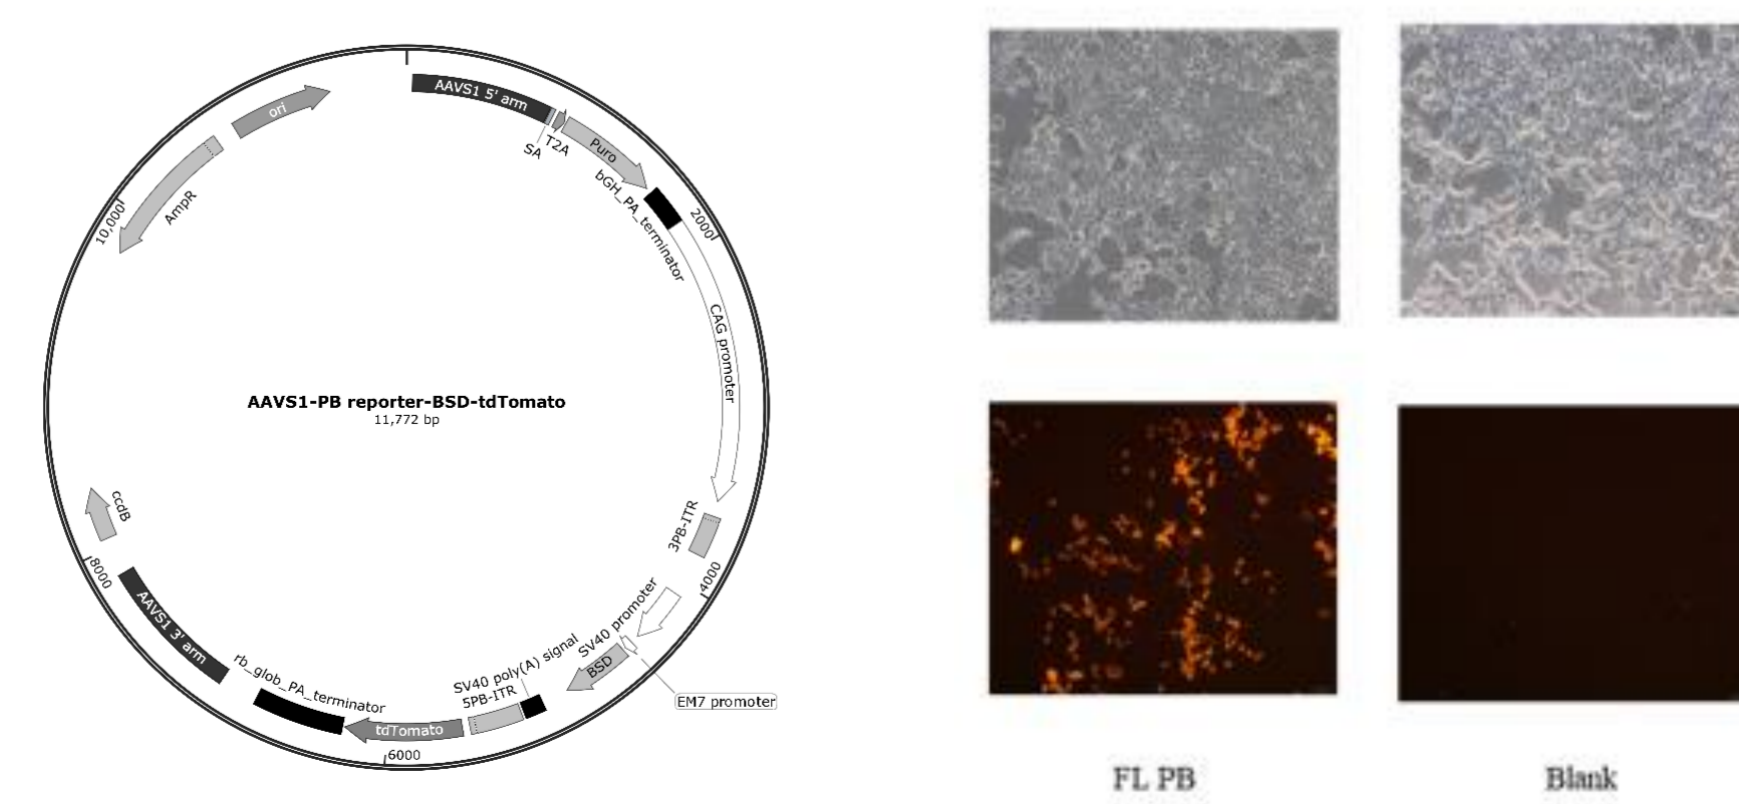 AAVS1 5' arm
SA
T2A
Puro
bGH_PA_terminator
2000
CAG promoter
3PB-ITR
4000
SV40 promoter
EM7 promoter
BSD
SV40 poly(A) signal
5PB-ITR
tdTomato
6000
rb_glob_PA_terminator
AAVS1 3' arm
8000
ccdB
10,000
AmpR
ori
AAVS1-PB reporter-BSD-tdTomato
11,772 bp
FL PB
Blank